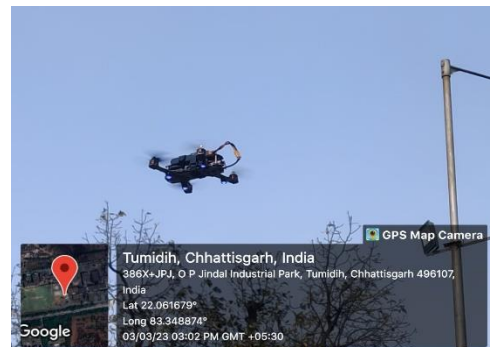 GPS Map Camera
Tumidih, Chhattisgarh, India
386X+JPJ, O P Jindal Industrial Park, Tumidih, Chhattisgarh 496107,
India
Lat 22.061679°
Long 83.348874°
03/03/23 03:02 PM GMT +05:30
Google